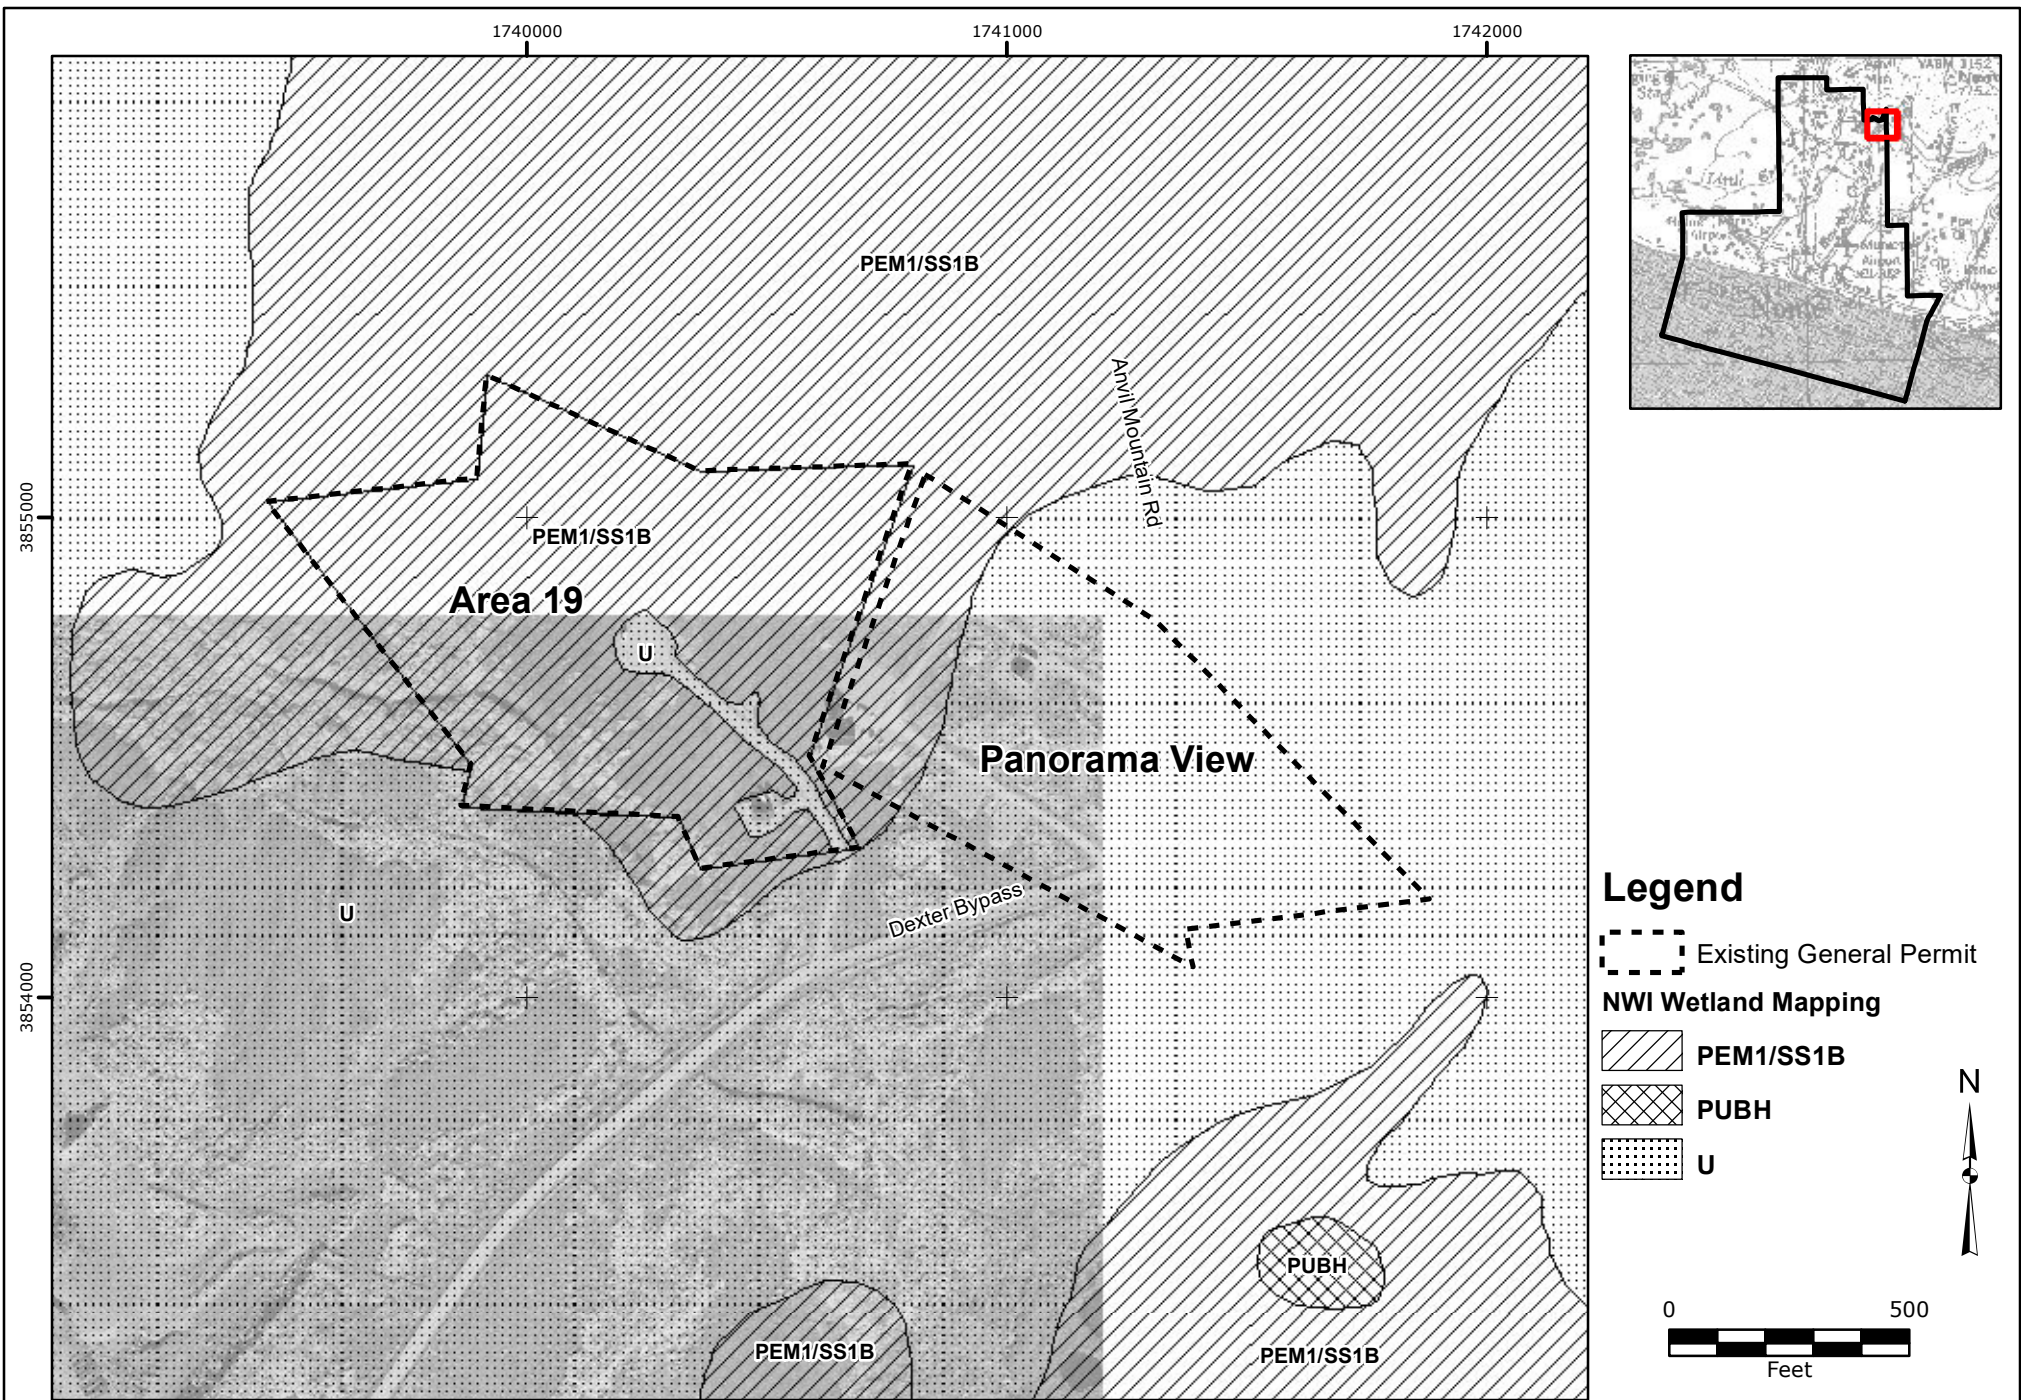 1740000
1741000
1742000
3855000
3854000
PEM1/SS1B
Anvil Mountain Rd
PEM1/SS1B
Area 19
U
Panorama View
Dexter Bypass
U
PUBH
PEM1/SS1B
PEM1/SS1B
Nome
Legend
Existing General Permit
NWI Wetland Mapping
PEM1/SS1B
PUBH
U
N
0 500
Feet